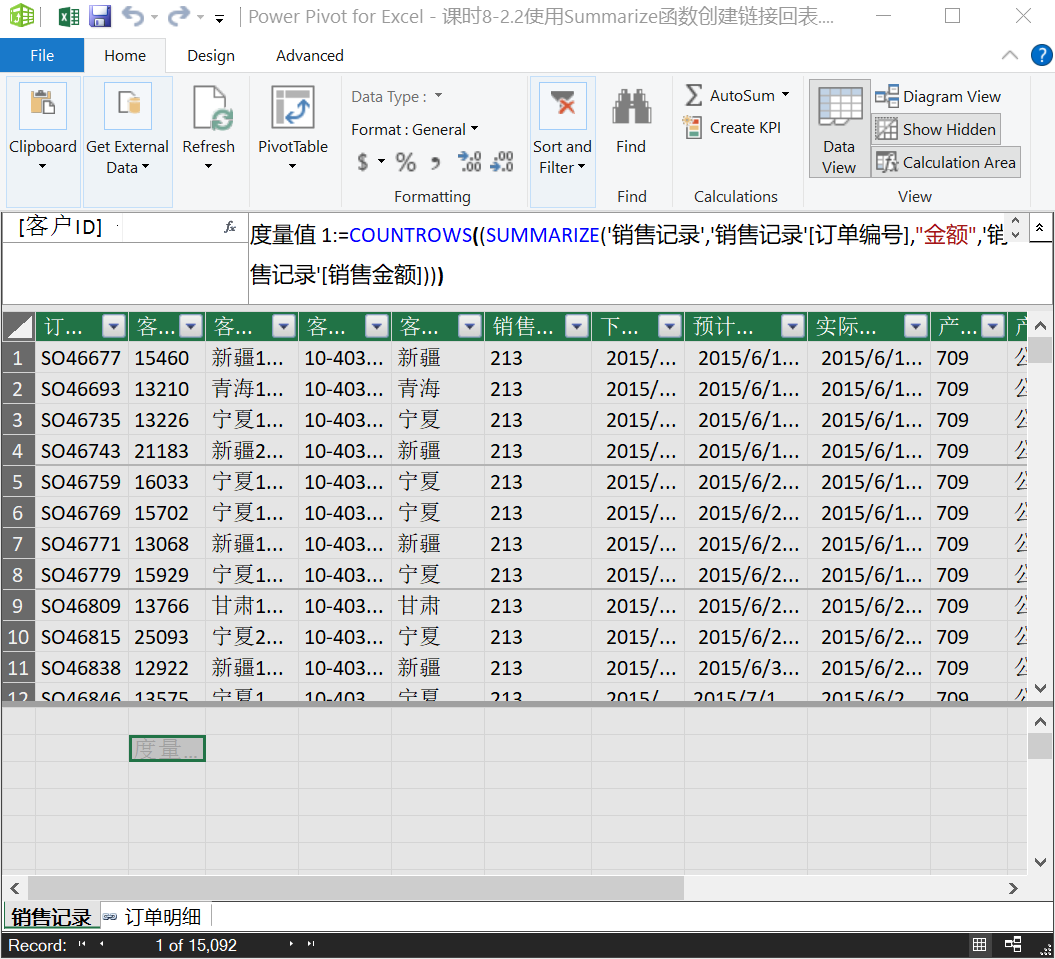 Power Pivot for Excel - 课时8-2.2使用Summarize函数创建链接回表....
File Home Design Advanced
Clipboard
Get External Data
Refresh
PivotTable
Data Type :
Format : General
$ % ,
Formatting
Sort and Filter
Find
Find
AutoSum
Create KPI
Calculations
Data View
Diagram View
Show Hidden
Calculation Area
View
[客户ID]
fx
度量值 1:=COUNTROWS((SUMMARIZE('销售记录','销售记录'[订单编号],"金额",'销
售记录'[销售金额])))
订... 客... 客... 客... 客... 销售... 下... 预计... 实际... 产...
1 SO46677 15460 新疆1... 10-403... 新疆 213 2015/... 2015/6/1... 2015/6/1... 709
2 SO46693 13210 青海1... 10-403... 青海 213 2015/... 2015/6/1... 2015/6/1... 709
3 SO46735 13226 宁夏1... 10-403... 宁夏 213 2015/... 2015/6/1... 2015/6/1... 709
4 SO46743 21183 新疆2... 10-403... 新疆 213 2015/... 2015/6/1... 2015/6/1... 709
5 SO46759 16033 宁夏1... 10-403... 宁夏 213 2015/... 2015/6/2... 2015/6/1... 709
6 SO46769 15702 宁夏1... 10-403... 宁夏 213 2015/... 2015/6/2... 2015/6/1... 709
7 SO46771 13068 新疆1... 10-403... 新疆 213 2015/... 2015/6/2... 2015/6/1... 709
8 SO46779 15929 宁夏1... 10-403... 宁夏 213 2015/... 2015/6/2... 2015/6/1... 709
9 SO46809 13766 甘肃1... 10-403... 甘肃 213 2015/... 2015/6/2... 2015/6/2... 709
10 SO46815 25093 宁夏2... 10-403... 宁夏 213 2015/... 2015/6/2... 2015/6/2... 709
11 SO46838 12922 新疆1... 10-403... 新疆 213 2015/... 2015/6/3... 2015/6/2... 709
12 SO46846 13575 宁夏1 10-403 宁夏 213 2015/ 2015/7/1 2015/6/2 709
度量...
销售记录 订单明细
Record: 1 of 15,092